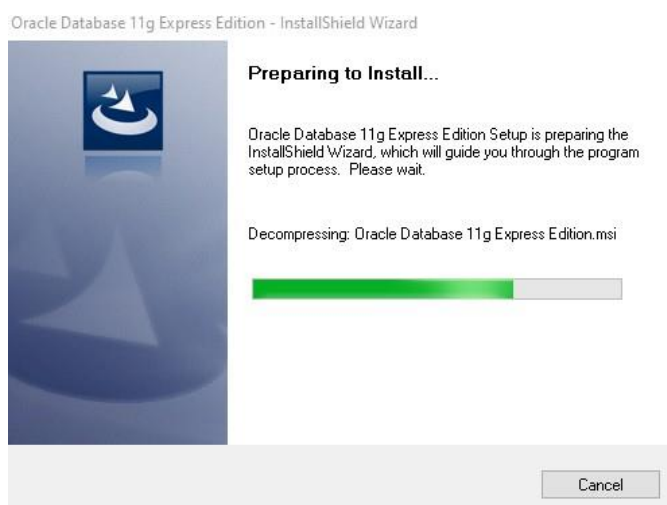 Oracle Database 11g Express Edition - InstallShield Wizard
Preparing to Install...
Oracle Database 11g Express Edition Setup is preparing the
InstallShield Wizard, which will guide you through the program
setup process. Please wait.
Decompressing: Oracle Database 11g Express Edition.msi
Cancel